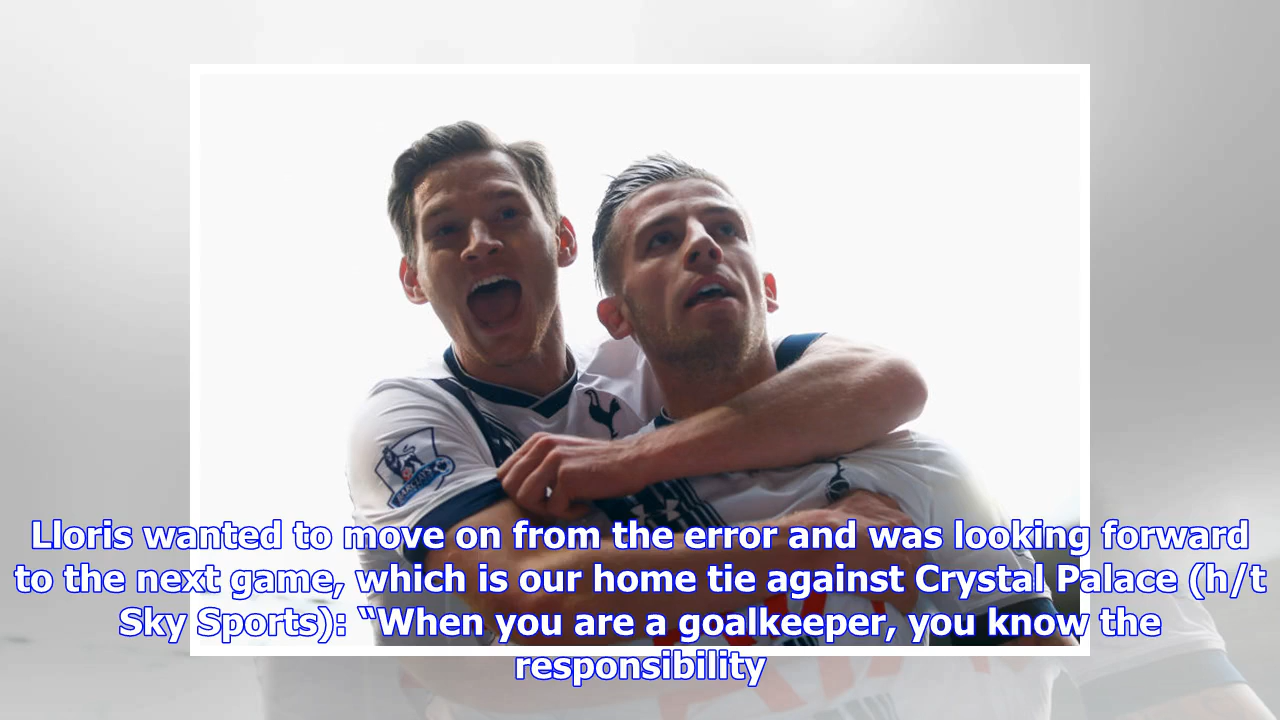 BARCLAYS
Lloris wanted to move on from the error and was looking forward
to the next game, which is our home tie against Crystal Palace (h/t
Sky Sports): “When you are a goalkeeper, you know the
responsibility